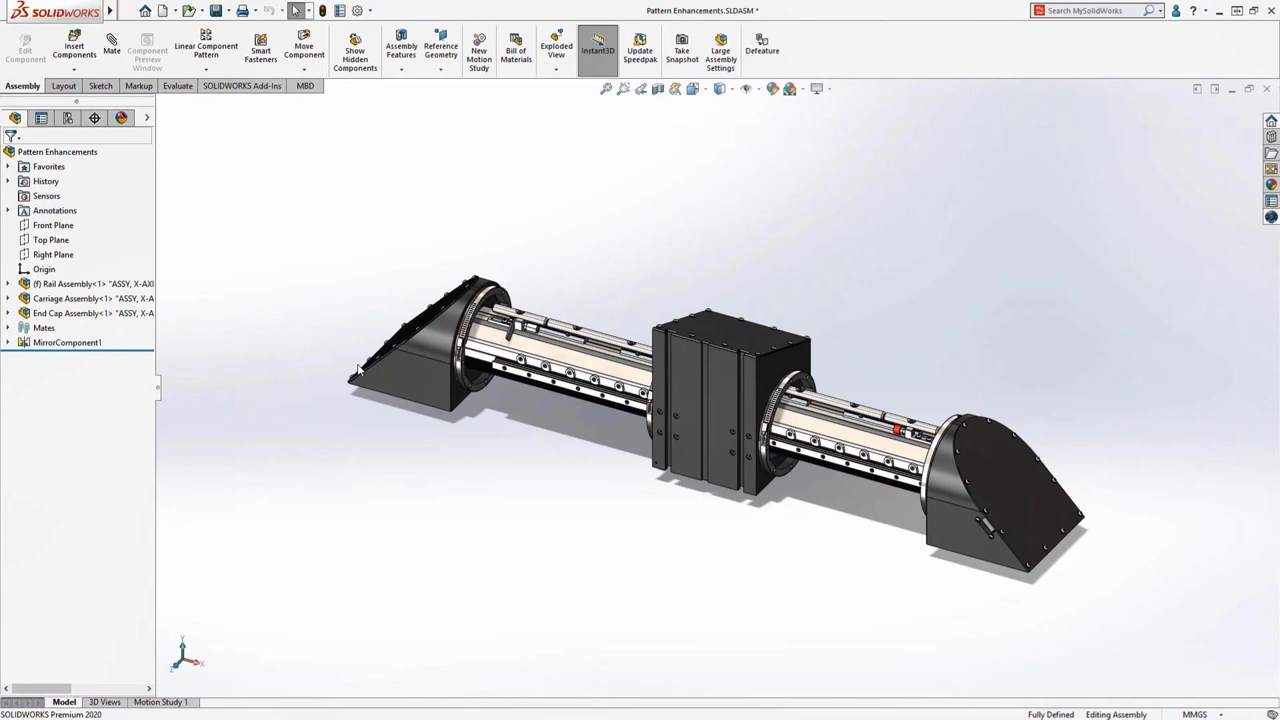 SOLIDWORKS
Pattern Enhancements.SLDASM *
Search MySolidWorks
Edit Component
Insert Components
Mate
Component Preview Window
Linear Component Pattern
Smart Fasteners
Move Component
Show Hidden Components
Assembly Features
Reference Geometry
New Motion Study
Bill of Materials
Exploded View
Instant3D
Update Speedpak
Take Snapshot
Large Assembly Settings
Defeature
Assembly
Layout
Sketch
Markup
Evaluate
SOLIDWORKS Add-Ins
MBD
Pattern Enhancements
Favorites
History
Sensors
Annotations
Front Plane
Top Plane
Right Plane
Origin
(f) Rail Assembly<1> "ASSY, X-AXI
Carriage Assembly<1> "ASSY, X-A
End Cap Assembly<1> "ASSY, X-A
Mates
MirrorComponent1
Y
X
Z
Model
3D Views
Motion Study 1
SOLIDWORKS Premium 2020
Fully Defined
Editing Assembly
MMGS